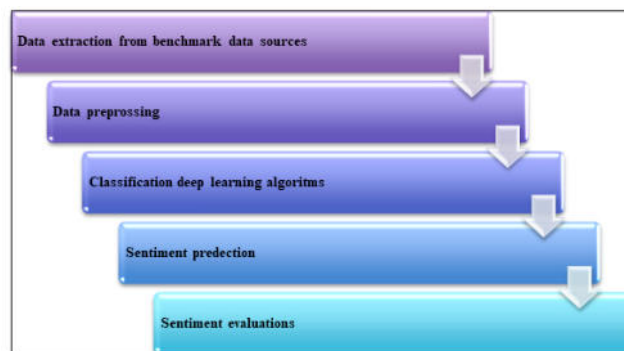 Data extraction from benchmark data sources
Data preprossing
Classification deep learning algoritms
Sentiment predection
Sentiment evaluations